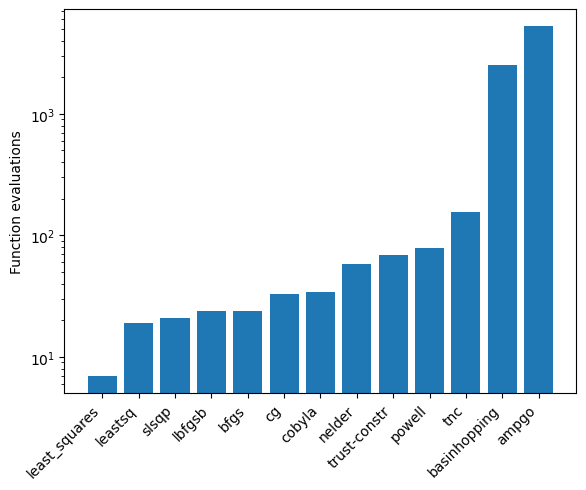 Function evaluations
10³
10²
10¹
least_squares
leastsq
slsqp
lbfgsb
bfgs
cg
cobyla
nelder
trust-constr
powell
tnc
basinhopping
ampgo